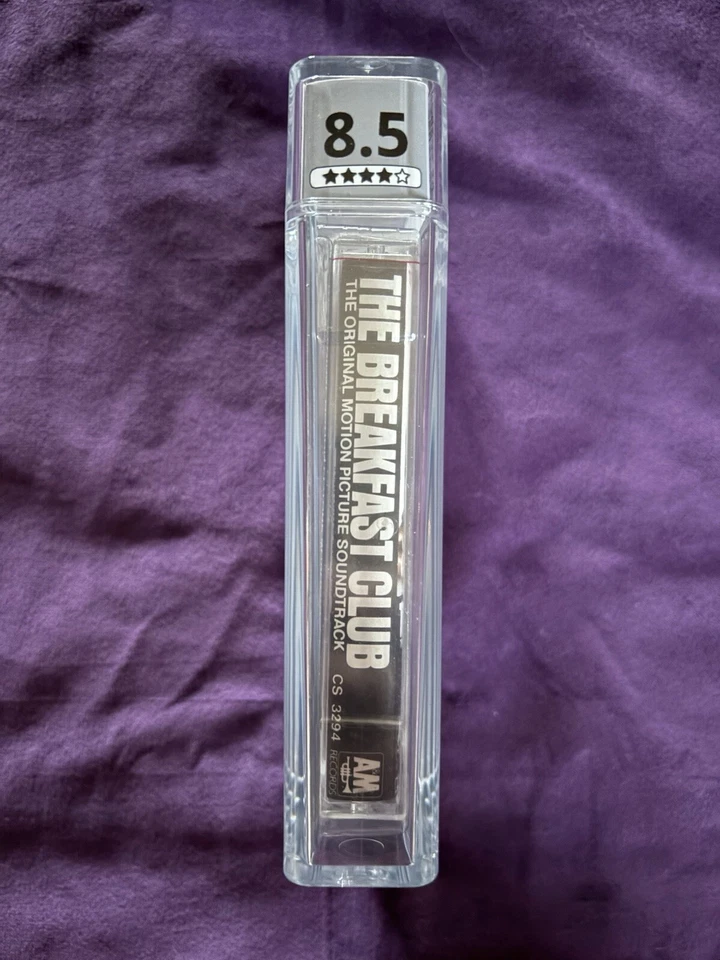 8.5
THE BREAKFAST CLUB
THE ORIGINAL MOTION PICTURE SOUNDTRACK CS 3294
A&M
RECORDS